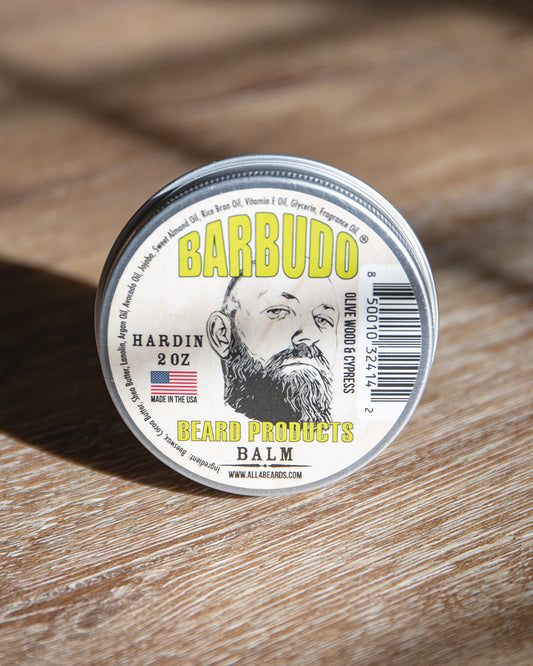 Ingredient: Beeswax, Cocoa Butter, Shea Butter, Lanolin, Argan Oil, Avocado Oil, Jojoba, Sweet Almond Oil, Rice Bran Oil, Vitamin E Oil, Glycerin, Fragrance Oil.
BARBUDO®
HARDIN
2 OZ
MADE IN THE USA
OLIVE WOOD & CYPRESS
8 50010 32414 2
BEARD PRODUCTS
BALM
WWW.ALL4BEARDS.COM